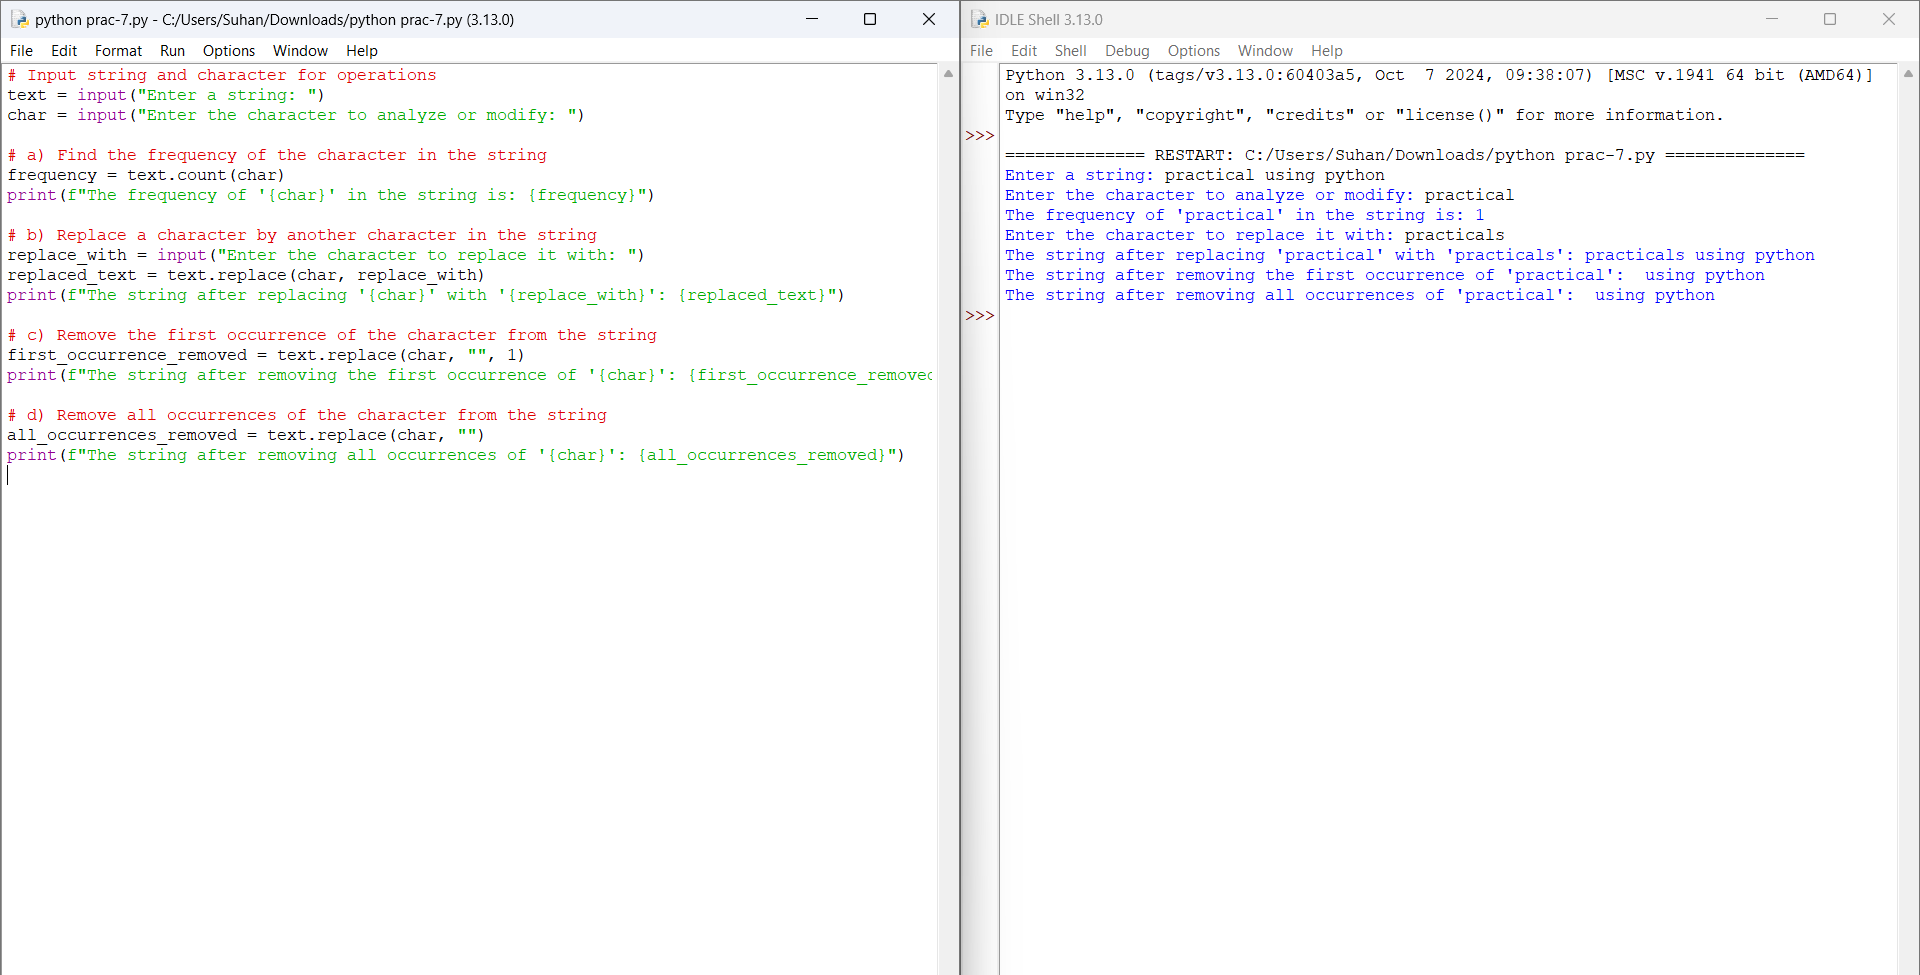 python prac-7.py - C:/Users/Suhan/Downloads/python prac-7.py (3.13.0)
File Edit Format Run Options Window Help
# Input string and character for operations
text = input("Enter a string: ")
char = input("Enter the character to analyze or modify: ")
# a) Find the frequency of the character in the string
frequency = text.count(char)
print(f"The frequency of '{char}' in the string is: {frequency}")
# b) Replace a character by another character in the string
replace_with = input("Enter the character to replace it with: ")
replaced_text = text.replace(char, replace_with)
print(f"The string after replacing '{char}' with '{replace_with}': {replaced_text}")
# c) Remove the first occurrence of the character from the string
first_occurrence_removed = text.replace(char, "", 1)
print(f"The string after removing the first occurrence of '{char}': {first_occurrence_removed
# d) Remove all occurrences of the character from the string
all_occurrences_removed = text.replace(char, "")
print(f"The string after removing all occurrences of '{char}': {all_occurrences_removed}")
IDLE Shell 3.13.0
File Edit Shell Debug Options Window Help
Python 3.13.0 (tags/v3.13.0:60403a5, Oct  7 2024, 09:38:07) [MSC v.1941 64 bit (AMD64)]
on win32
Type "help", "copyright", "credits" or "license()" for more information.
>>>
============== RESTART: C:/Users/Suhan/Downloads/python prac-7.py ==============
Enter a string: practical using python
Enter the character to analyze or modify: practical
The frequency of 'practical' in the string is: 1
Enter the character to replace it with: practicals
The string after replacing 'practical' with 'practicals': practicals using python
The string after removing the first occurrence of 'practical':  using python
The string after removing all occurrences of 'practical':  using python
>>>